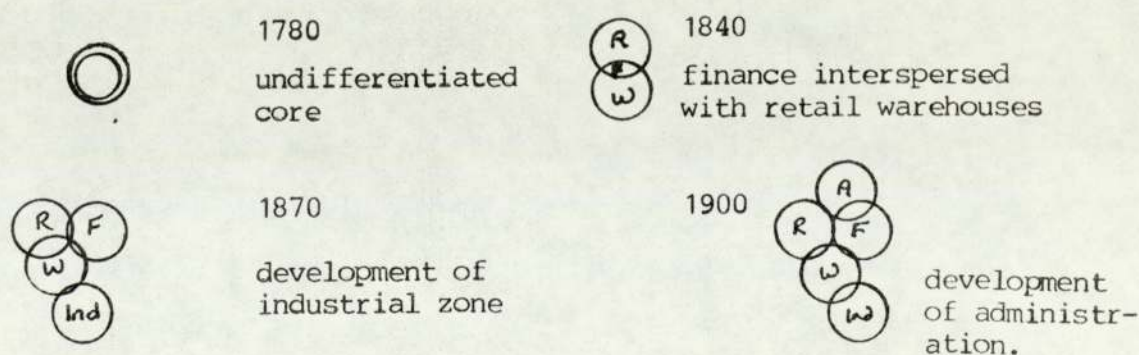 1780
undifferentiated
core
R
W
1840
finance interspersed
with retail warehouses
R F
W
Ind
1870
development of
industrial zone
1900
A
R F
W
development
of administr-
ation.